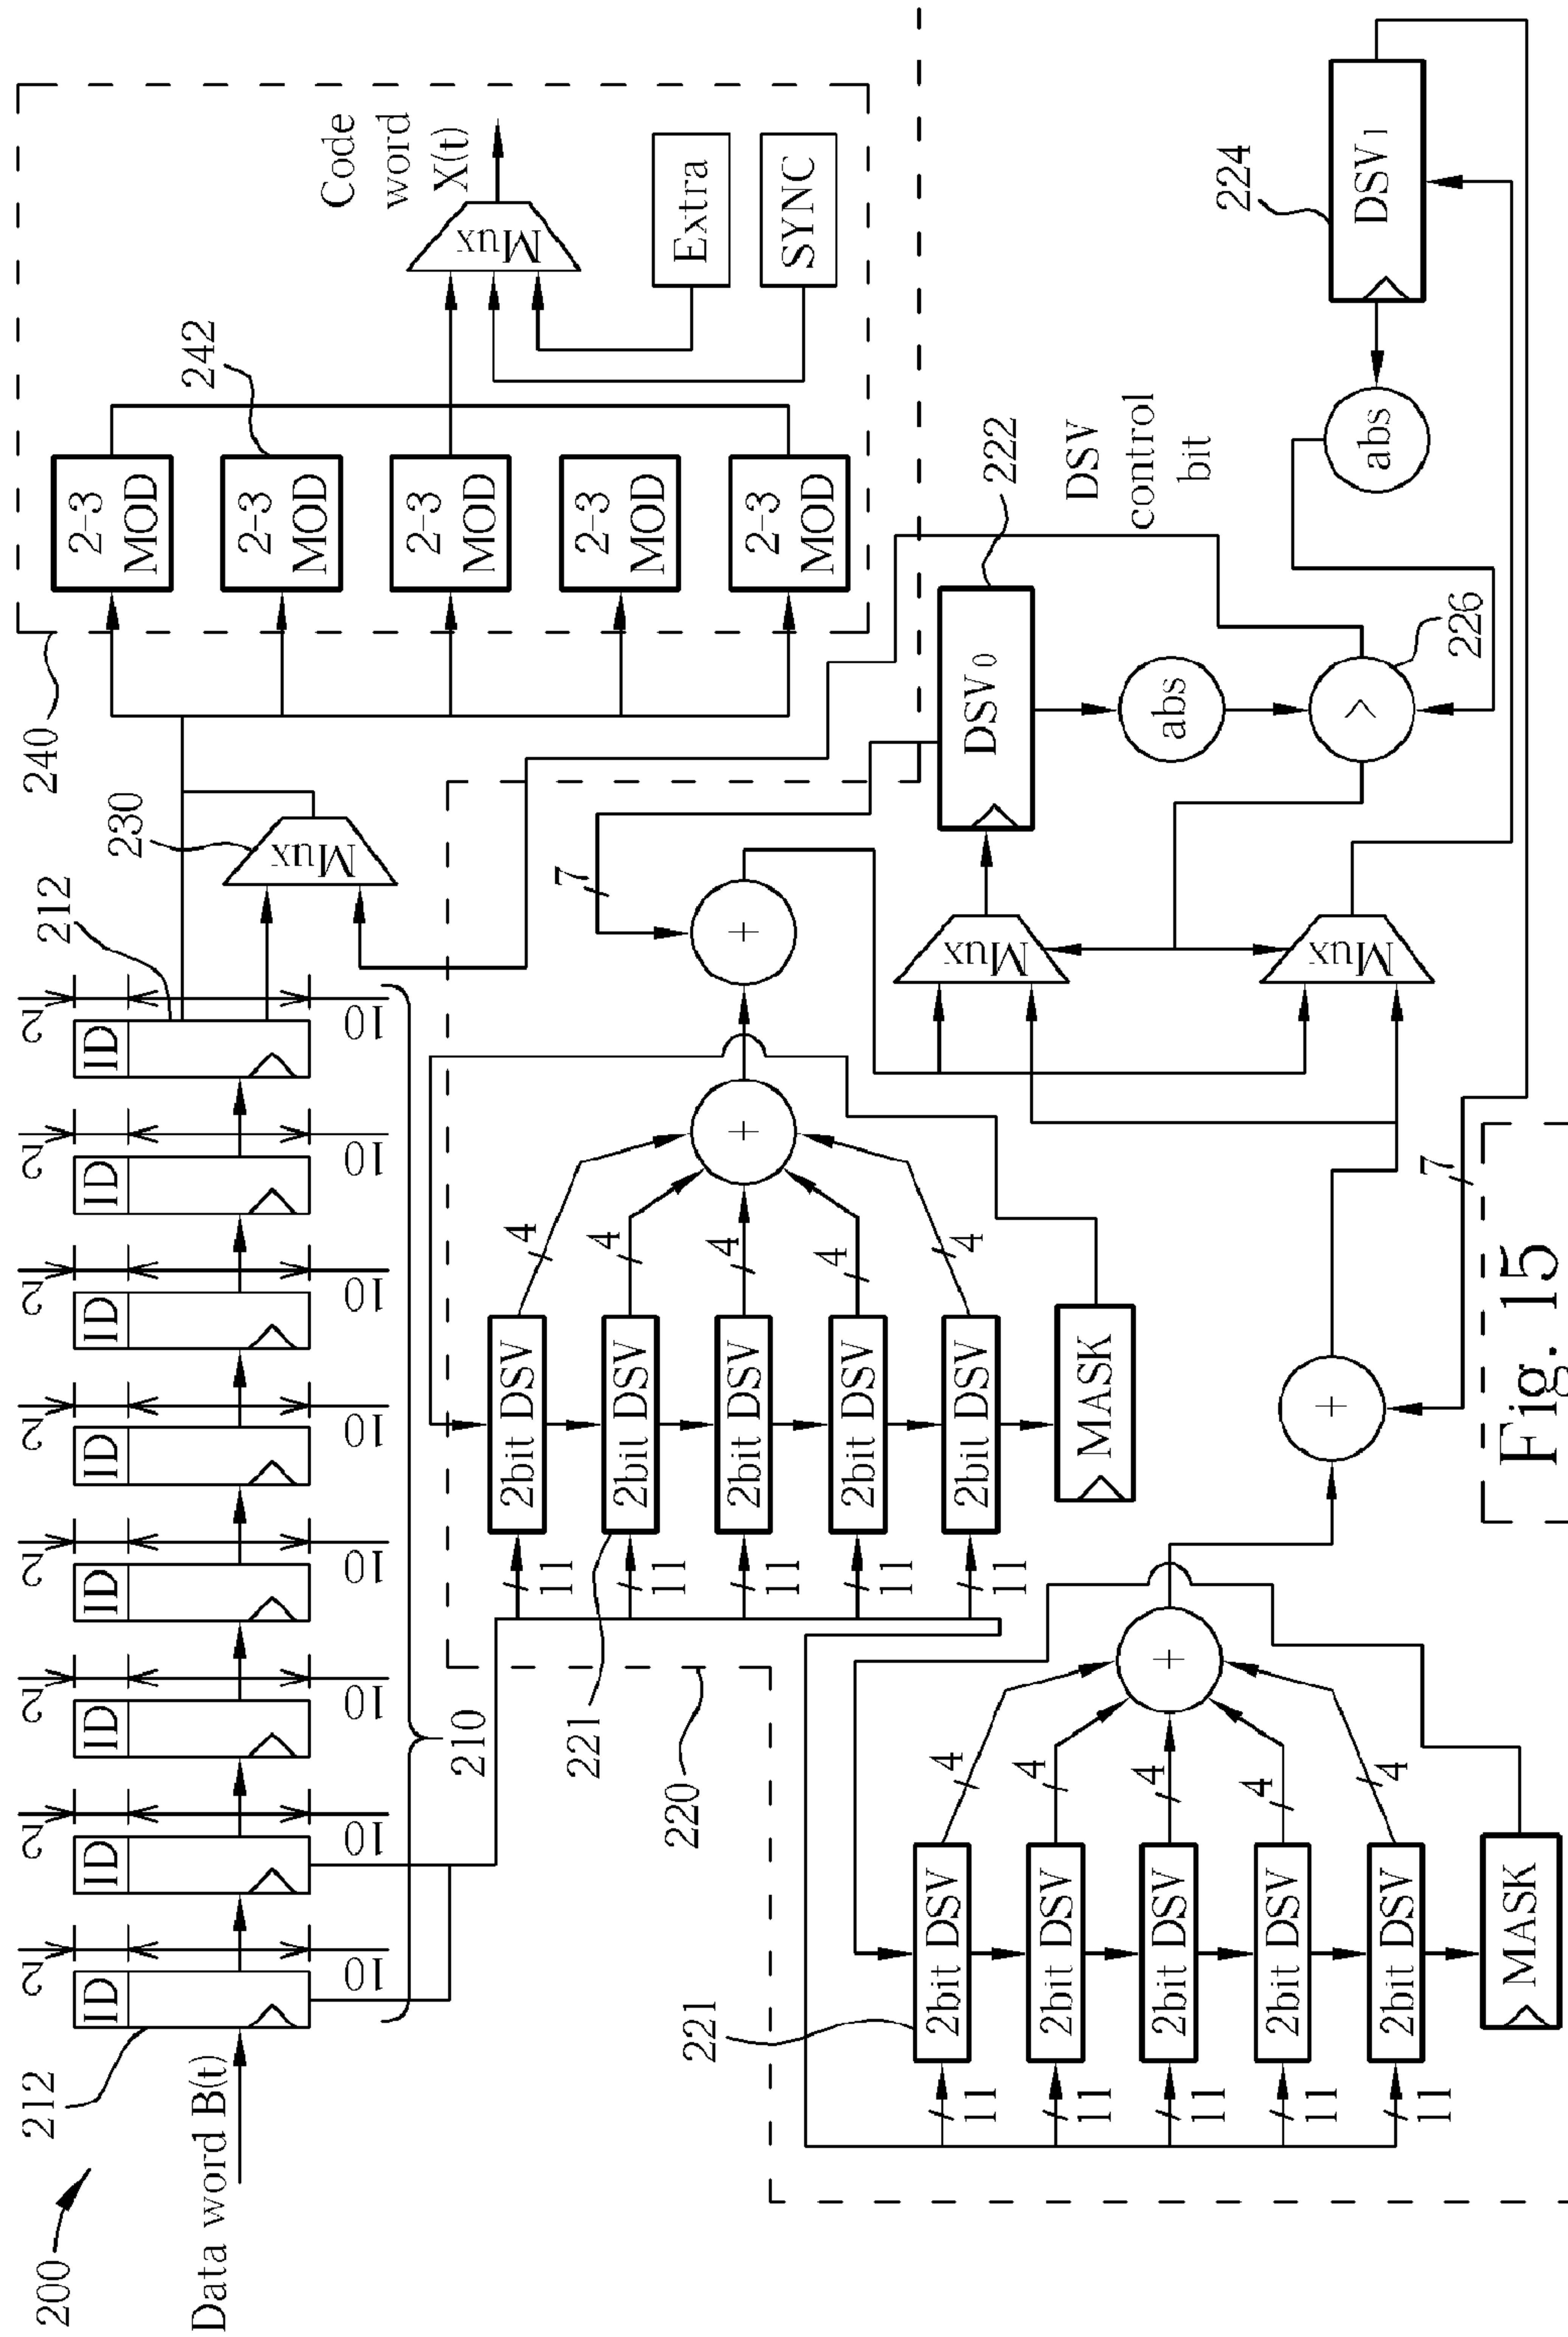 200
Data word B(t)
212
ID
ID
ID
ID
ID
ID
ID
ID
2
2
2
2
2
2
2
2
10
10
10
10
10
10
10
10
210
212
230
Mux
240
2-3
MOD
2-3
MOD
2-3
MOD
2-3
MOD
2-3
MOD
242
Mux
Code
word
X(t)
Extra
SYNC
220
221
11
11
11
11
11
2bit DSV
2bit DSV
2bit DSV
2bit DSV
2bit DSV
MASK
4
4
4
4
4
+
+
7
Mux
Mux
DSV0
222
abs
>
226
DSV
control
bit
abs
DSV1
224
221
11
11
11
11
11
2bit DSV
2bit DSV
2bit DSV
2bit DSV
2bit DSV
MASK
4
4
4
4
4
+
+
7
Fig. 15